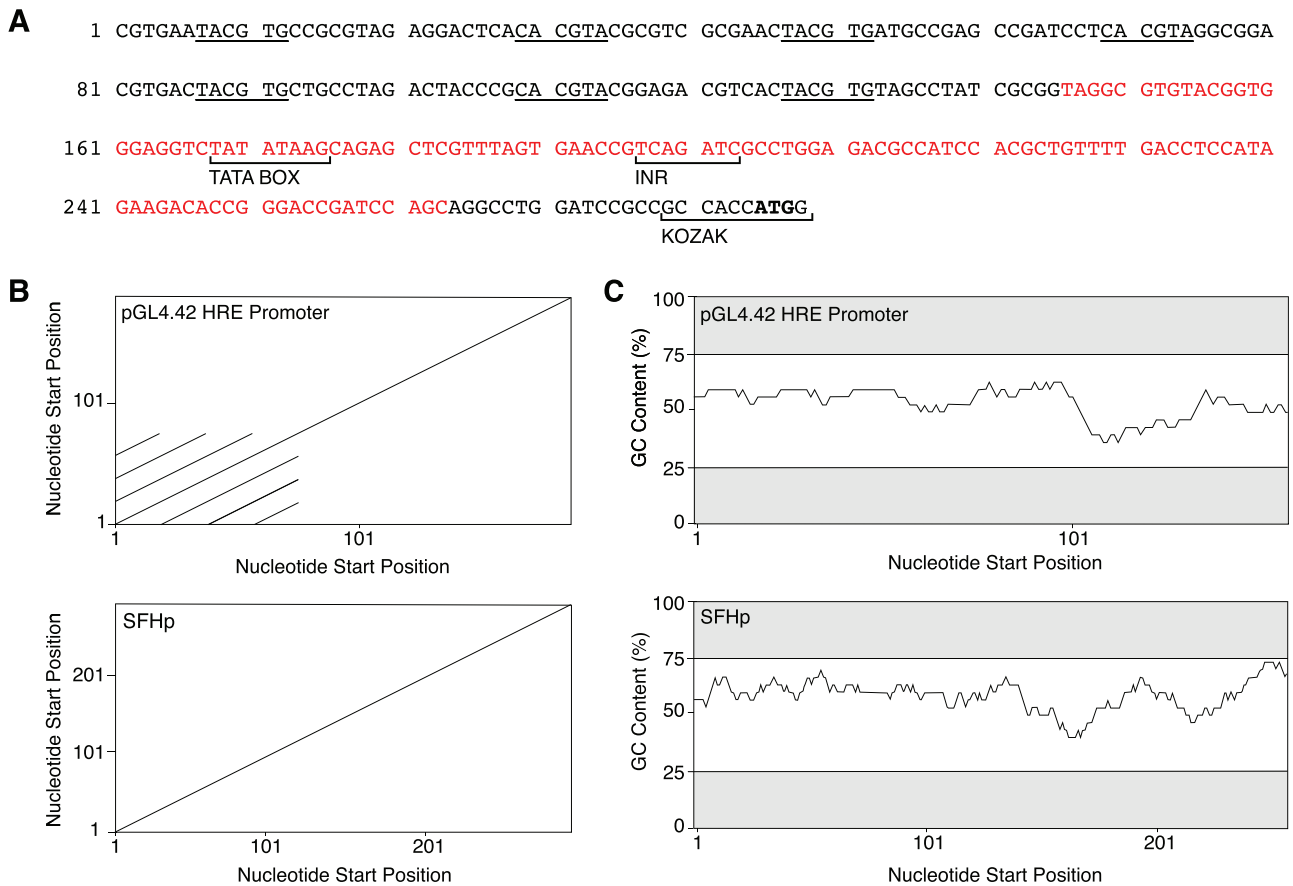 A
1 CGTGAATACG TGCCGCGTAG AGGACTCACA CGTACGCGTC GCGAACTACG TGATGCCGAG CCGATCCTCA CGTAGGCGGA
81 CGTGACTACG TGCTGCCTAG ACTACCCGCA CGTACGGAGA CGTCACTACG TGTAGCCTAT CGCGGTAGGC GTGTACGGTG
161 GGAGGTCTAT ATAAGCAGAG CTCGTTTAGT GAACCGTCAG ATCGCCTGGA GACGCCATCC ACGCTGTTTT GACCTCCATA
TATA BOX INR
241 GAAGACACCG GGACCGATCC AGCAGGCCTG GATCCGCCGC CACCATGG
KOZAK
B
pGL4.42 HRE Promoter
Nucleotide Start Position
101
1
1 101
Nucleotide Start Position
SFHp
Nucleotide Start Position
201
101
1
1 101 201
Nucleotide Start Position
C
pGL4.42 HRE Promoter
GC Content (%)
100
75
50
25
0
1 101
Nucleotide Start Position
SFHp
GC Content (%)
100
75
50
25
0
1 101 201
Nucleotide Start Position